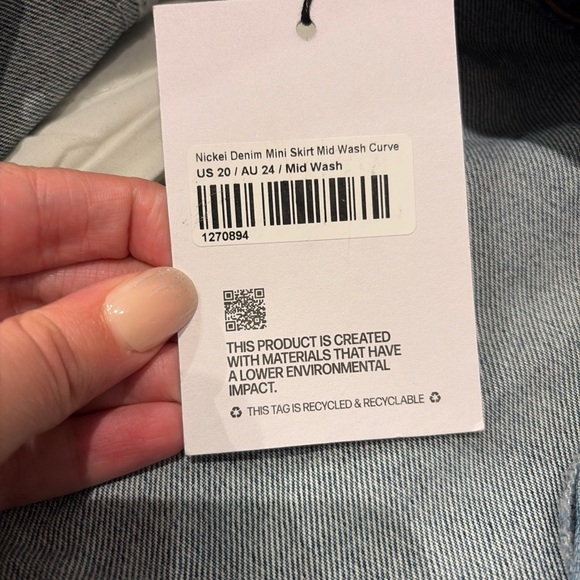 Nickei Denim Mini Skirt Mid Wash Curve
US 20 / AU 24 / Mid Wash
1270894
THIS PRODUCT IS CREATED
WITH MATERIALS THAT HAVE
A LOWER ENVIRONMENTAL
IMPACT.
THIS TAG IS RECYCLED & RECYCLABLE